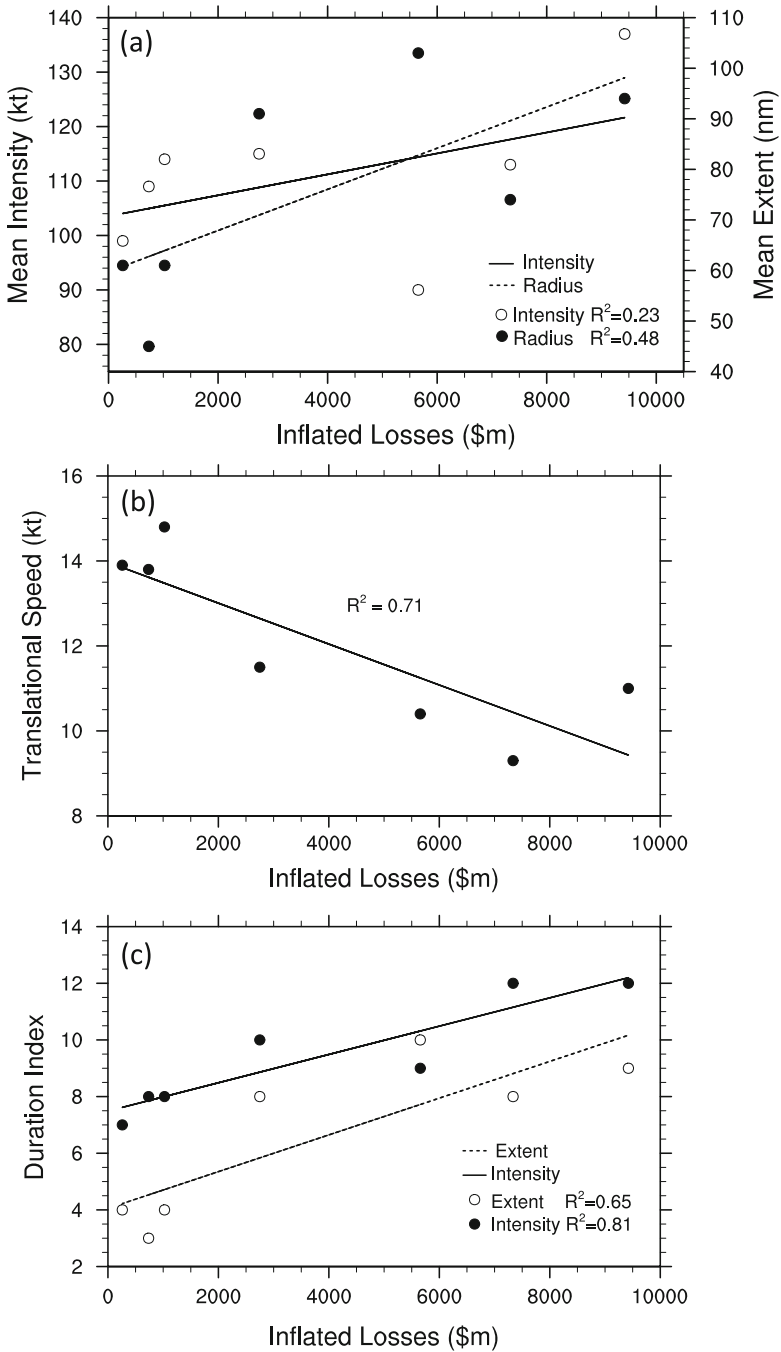 (a)
Mean Intensity (kt)
140
130
120
110
100
90
80
Mean Extent (nm)
110
100
90
80
70
60
50
40
Intensity
Radius
Intensity R²=0.23
Radius R²=0.48
0 2000 4000 6000 8000 10000
Inflated Losses ($m)
(b)
Translational Speed (kt)
16
14
12
10
8
R² = 0.71
0 2000 4000 6000 8000 10000
Inflated Losses ($m)
(c)
Duration Index
14
12
10
8
6
4
2
Extent
Intensity
Extent R²=0.65
Intensity R²=0.81
0 2000 4000 6000 8000 10000
Inflated Losses ($m)